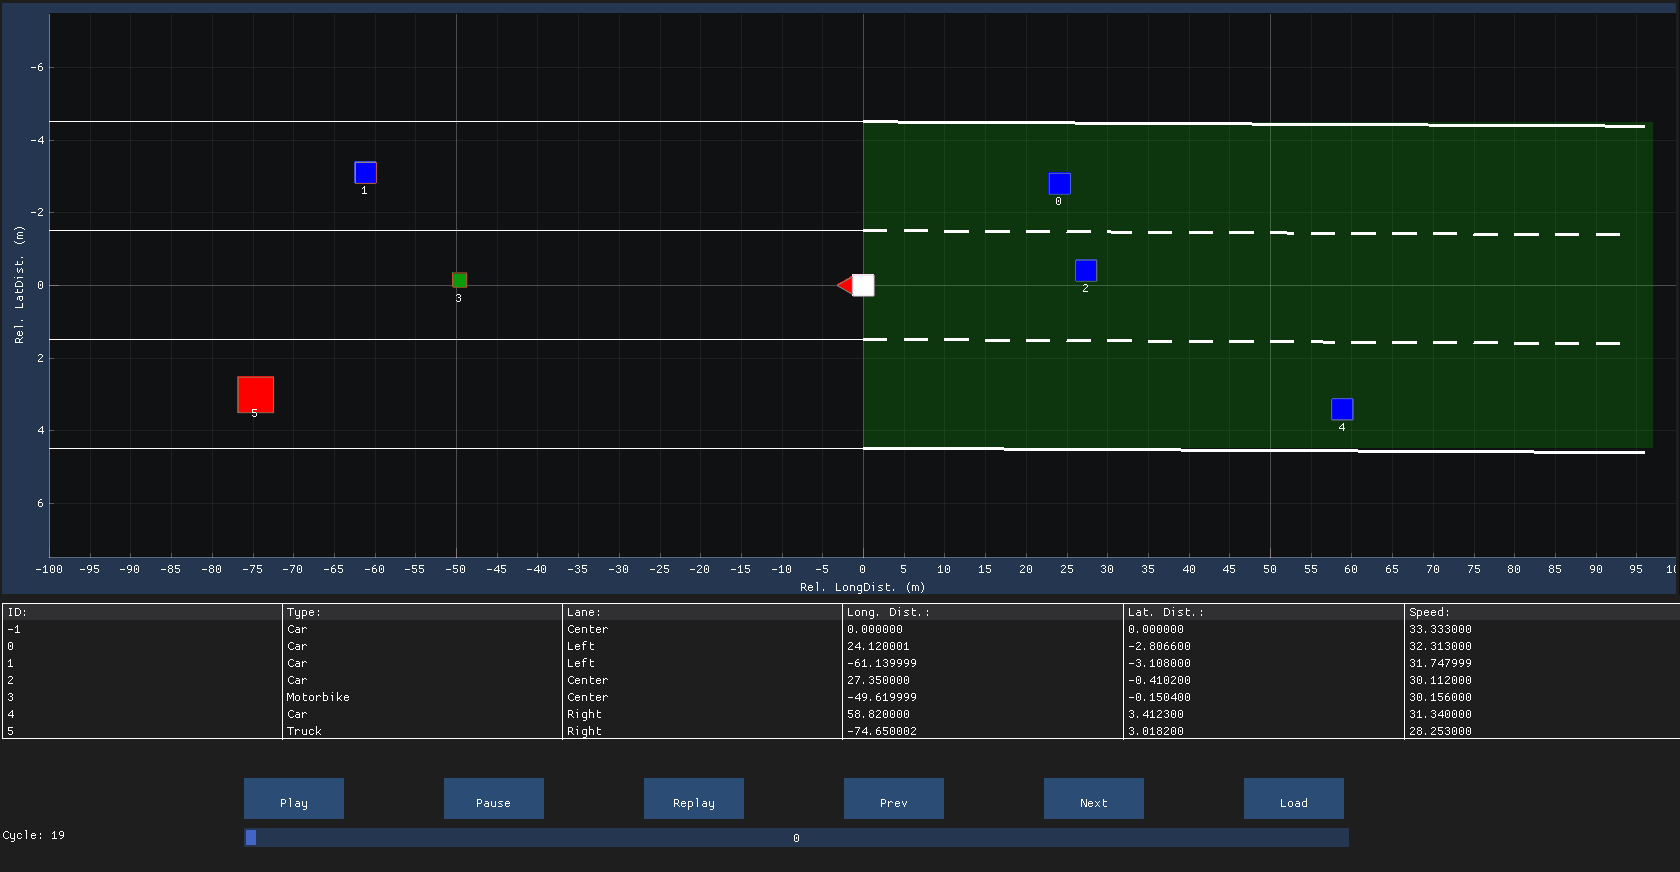 -6
-4
1
0
-2
Rel. LatDist. (m)
2
0
3
2
5
4
4
6
-100 -95 -90 -85 -80 -75 -70 -65 -60 -55 -50 -45 -40 -35 -30 -25 -20 -15 -10 -5 0 5 10 15 20 25 30 35 40 45 50 55 60 65 70 75 80 85 90 95 10
Rel. LongDist. (m)
ID: Type: Lane: Long. Dist.: Lat. Dist.: Speed:
-1 Car Center 0.000000 0.000000 33.333000
0 Car Left 24.120001 -2.806600 32.313000
1 Car Left -61.139999 -3.108000 31.747999
2 Car Center 27.350000 -0.410200 30.112000
3 Motorbike Center -49.619999 -0.150400 30.156000
4 Car Right 58.820000 3.412300 31.340000
5 Truck Right -74.650002 3.018200 28.253000
Play Pause Replay Prev Next Load
Cycle: 19 0